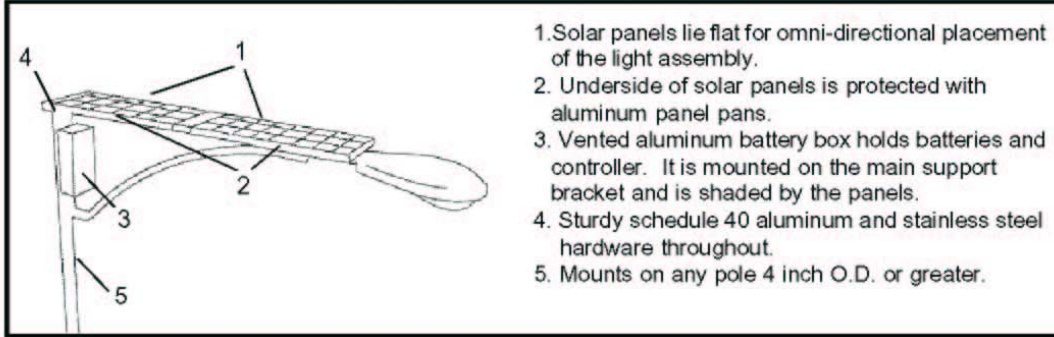 1.Solar panels lie flat for omni-directional placement
of the light assembly.
2. Underside of solar panels is protected with
aluminum panel pans.
3. Vented aluminum battery box holds batteries and
controller. It is mounted on the main support
bracket and is shaded by the panels.
4. Sturdy schedule 40 aluminum and stainless steel
hardware throughout.
5. Mounts on any pole 4 inch O.D. or greater.
1
4
2
3
5